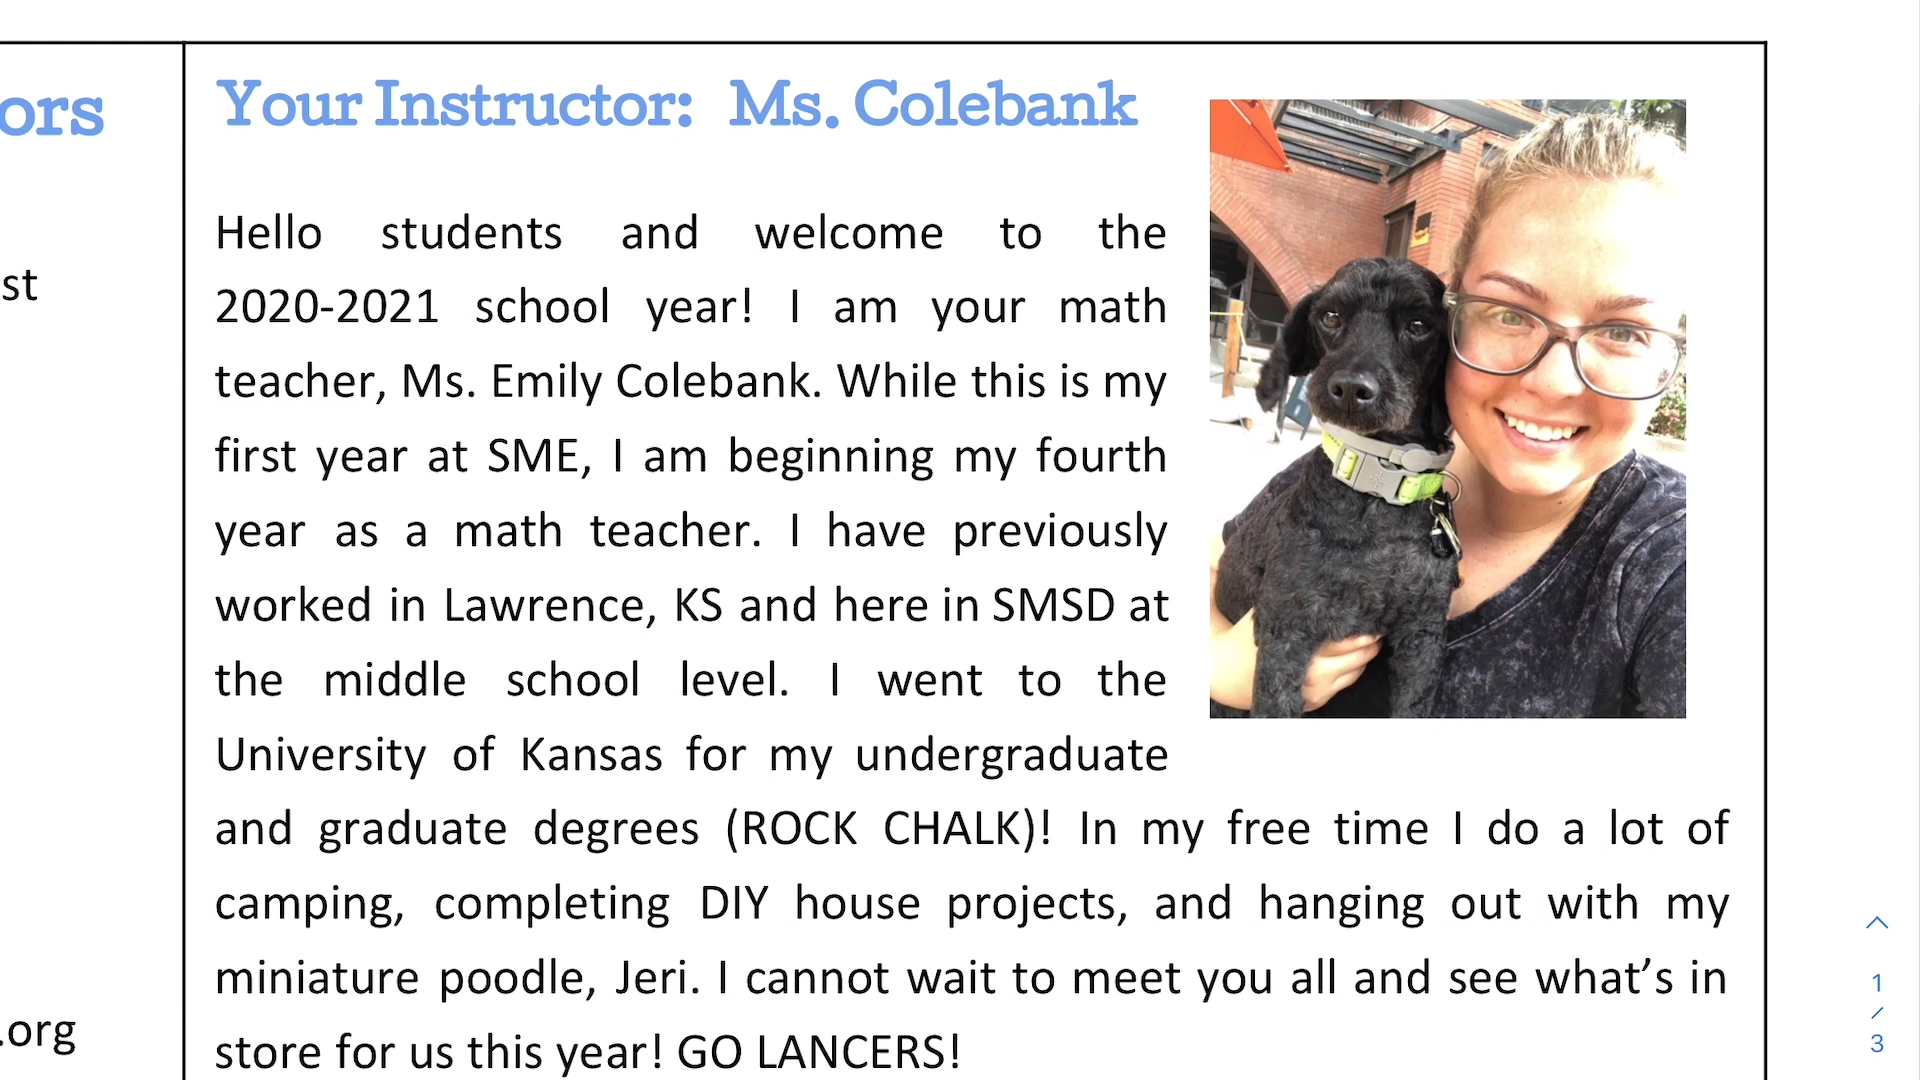 ors
st
.org
Your Instructor: Ms. Colebank
Hello students and welcome to the
2020-2021 school year! I am your math
teacher, Ms. Emily Colebank. While this is my
first year at SME, I am beginning my fourth
year as a math teacher. I have previously
worked in Lawrence, KS and here in SMSD at
the middle school level. I went to the
University of Kansas for my undergraduate
and graduate degrees (ROCK CHALK)! In my free time I do a lot of
camping, completing DIY house projects, and hanging out with my
miniature poodle, Jeri. I cannot wait to meet you all and see what’s in
store for us this year! GO LANCERS!
1
/
3